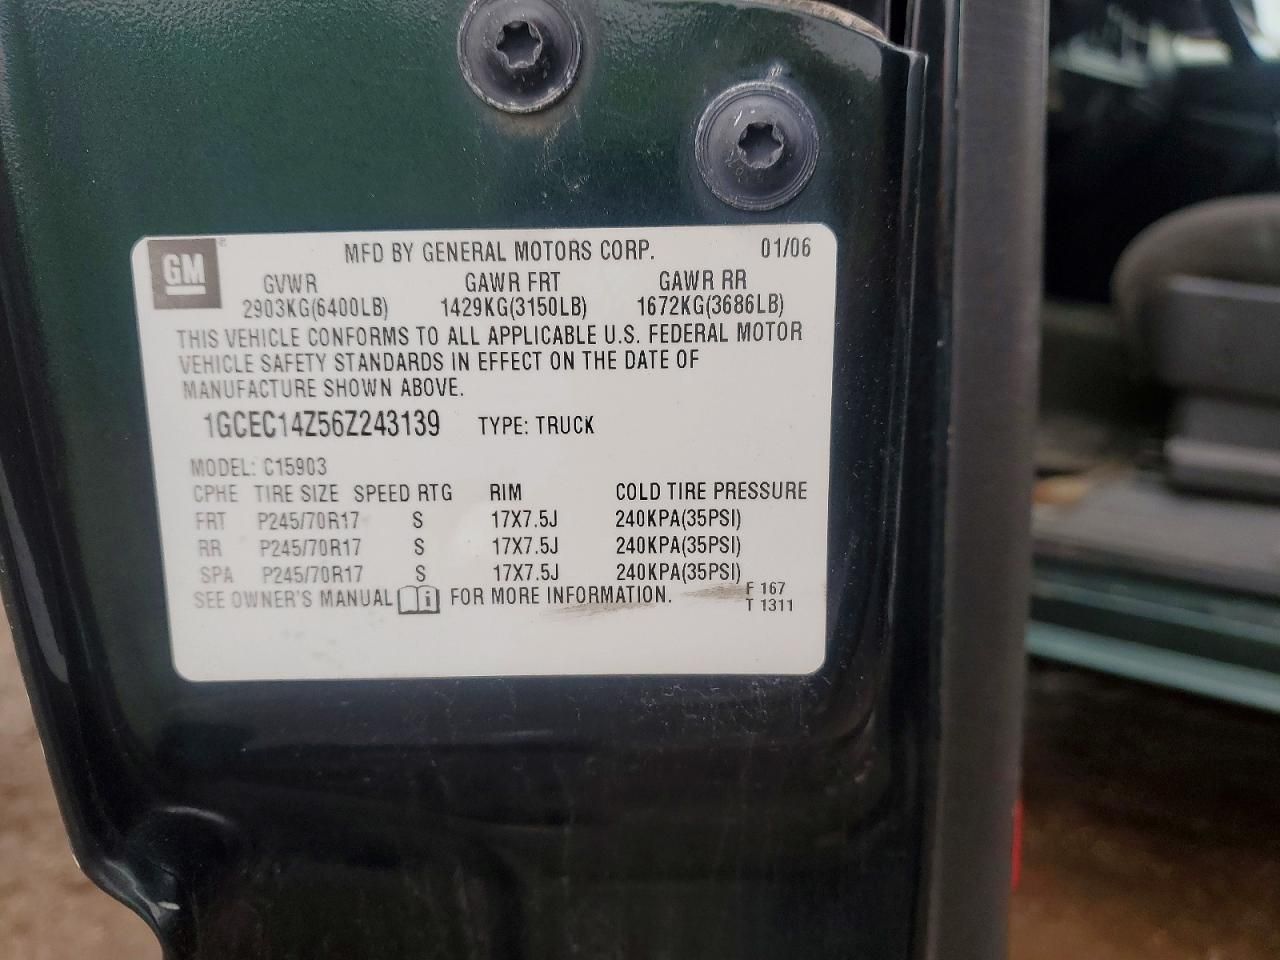 GM ® MFD BY GENERAL MOTORS CORP. 01/06
GVWR GAWR FRT GAWR RR
2903KG(6400LB) 1429KG(3150LB) 1672KG(3686LB)
THIS VEHICLE CONFORMS TO ALL APPLICABLE U.S. FEDERAL MOTOR
VEHICLE SAFETY STANDARDS IN EFFECT ON THE DATE OF
MANUFACTURE SHOWN ABOVE.
1GCEC14Z56Z243139 TYPE: TRUCK
MODEL: C15903
CPHE TIRE SIZE SPEED RTG RIM COLD TIRE PRESSURE
FRT P245/70R17 S 17X7.5J 240KPA(35PSI)
RR P245/70R17 S 17X7.5J 240KPA(35PSI)
SPA P245/70R17 S 17X7.5J 240KPA(35PSI)
SEE OWNER'S MANUAL i FOR MORE INFORMATION. F 167
T 1311